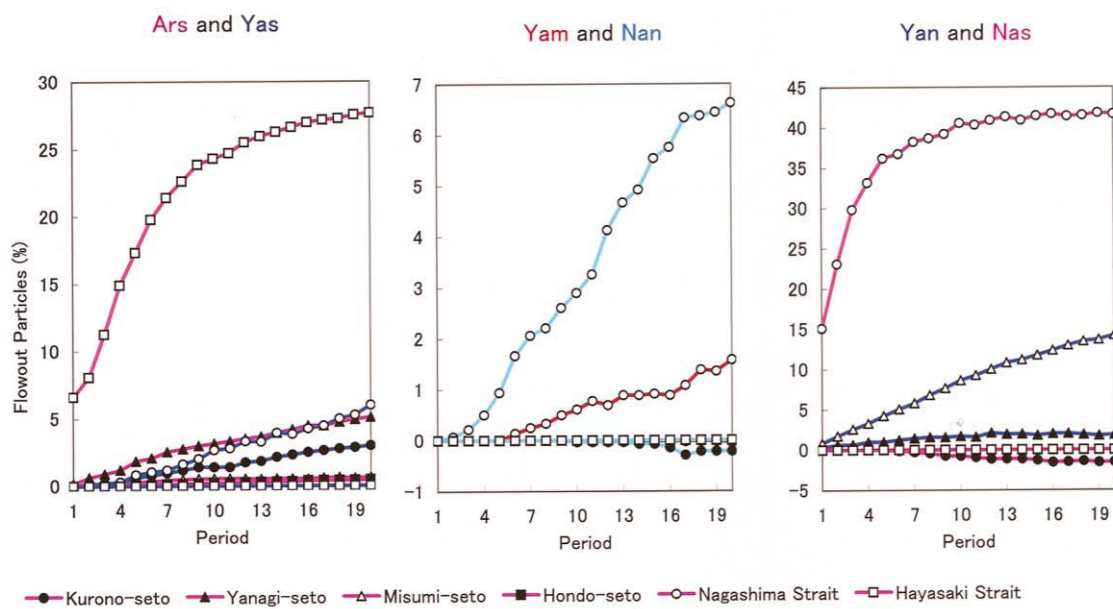 Ars and Yas
Yam and Nan
Yan and Nas
Flowout Particles (%)
30
25
20
15
10
5
0
1 4 7 10 13 16 19
Period
7
6
5
4
3
2
1
0
-1
1 4 7 10 13 16 19
Period
45
40
35
30
25
20
15
10
5
0
-5
1 4 7 10 13 16 19
Period
Kurono-seto Yanagi-seto Misumi-seto Hondo-seto Nagashima Strait Hayasaki Strait